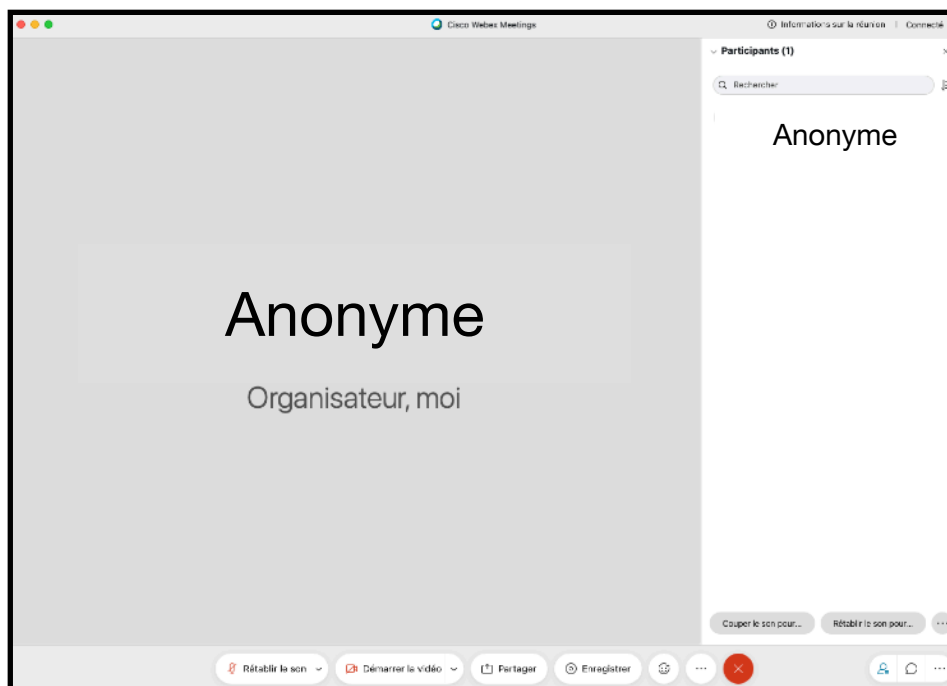 Cisco Webex Meetings
Informations sur la réunion
Connecté
Participants (1)
Rechercher
Anonyme
Anonyme
Organisateur, moi
Couper le son pour...
Rétablir le son pour...
Rétablir le son
Démarrer la vidéo
Partager
Enregistrer